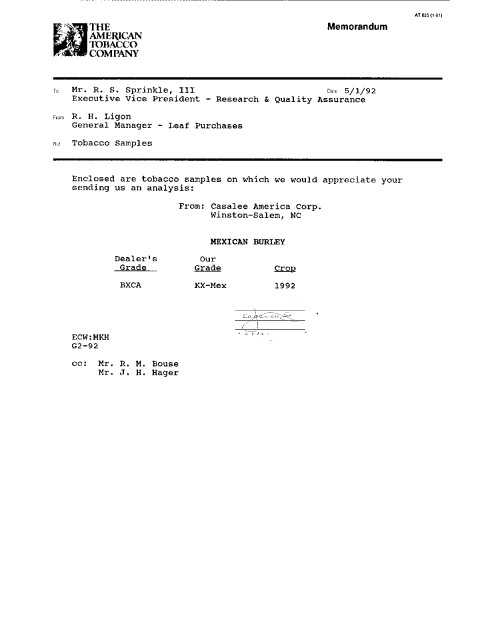 AT 825 (1-91)
THE
AMERICAN
TOBACCO
COMPANY
Memorandum
To Mr. R. S. Sprinkle, III Date 5/1/92
Executive Vice President - Research & Quality Assurance
From R. H. Ligon
General Manager - Leaf Purchases
Ref Tobacco Samples
Enclosed are tobacco samples on which we would appreciate your
sending us an analysis:
From: Casalee America Corp.
Winston-Salem, NC
MEXICAN BURLEY
Dealer's Our
Grade Grade Crop
BXCA KX-Mex 1992
ECW:MKH
G2-92
cc: Mr. R. M. Bouse
Mr. J. H. Hager